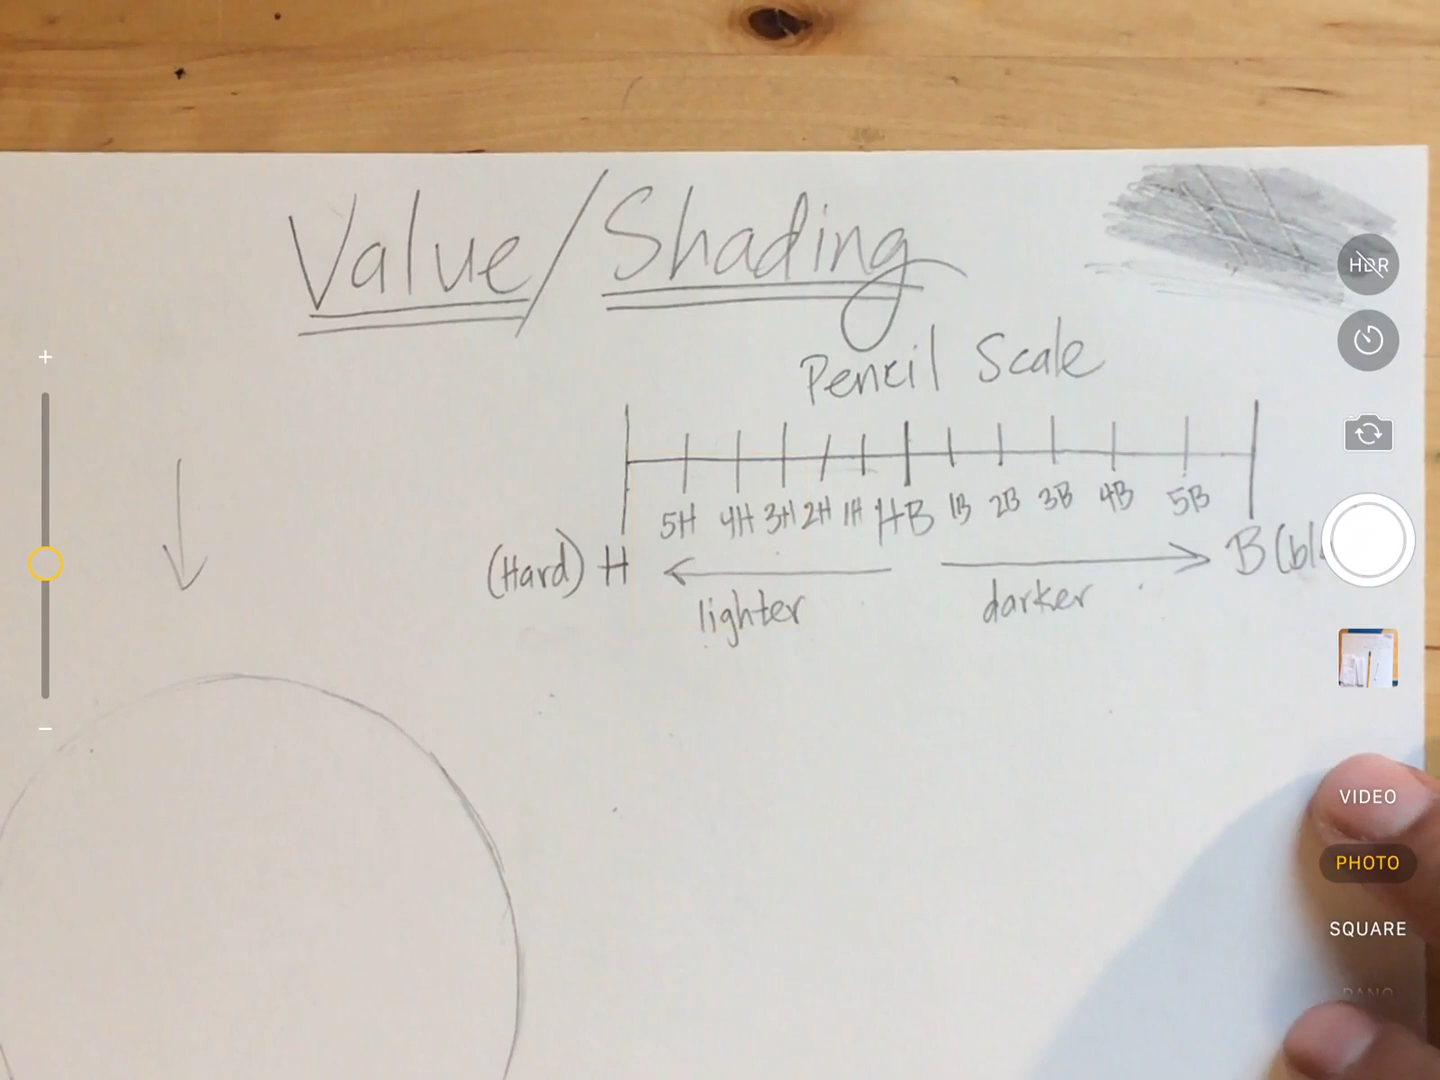 Value/Shading
HDR
Pencil Scale
5H 4H 3H 2H 1H HB 1B 2B 3B 4B 5B
(Hard) H B
lighter darker
VIDEO
PHOTO
SQUARE
PANO